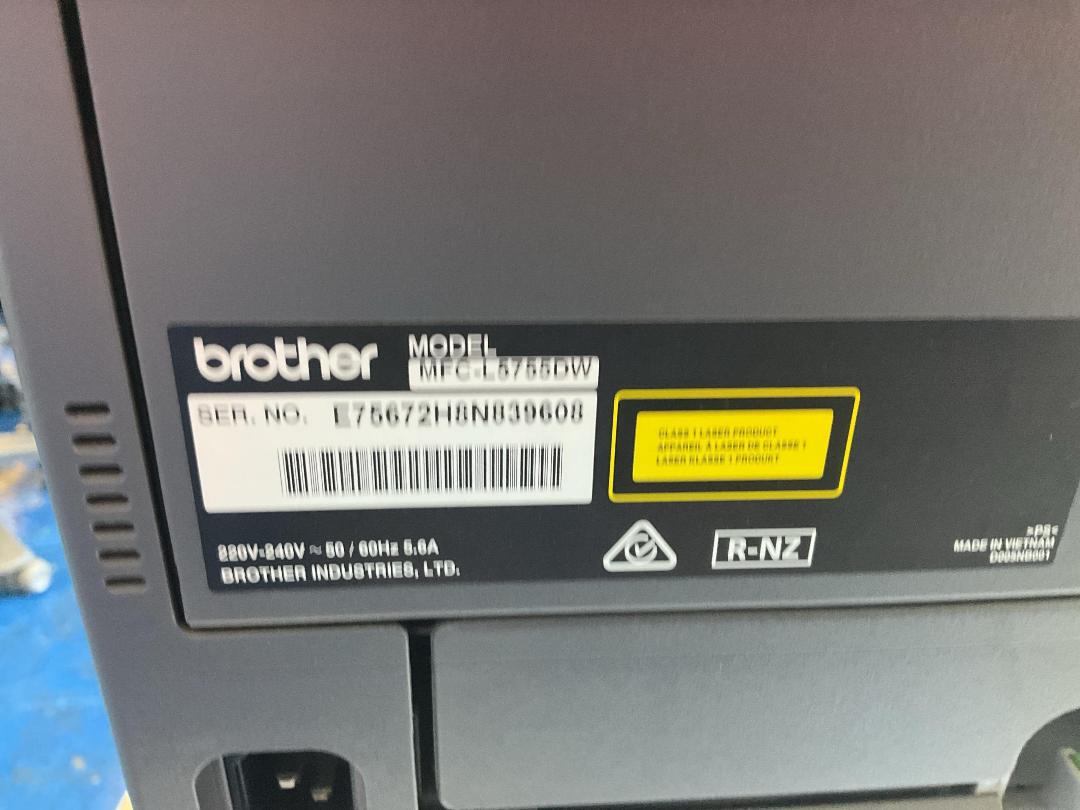 brother
MODEL
MFC-L5755DW
SER. NO. E75672H8N839608
CLASS 1 LASER PRODUCT
APPAREIL À LASER DE CLASSE 1
LASER KLASSE 1 PRODUKT
220V-240V ~ 50 / 60Hz 5.6A
BROTHER INDUSTRIES, LTD.
R-NZ
>PS<
MADE IN VIETNAM